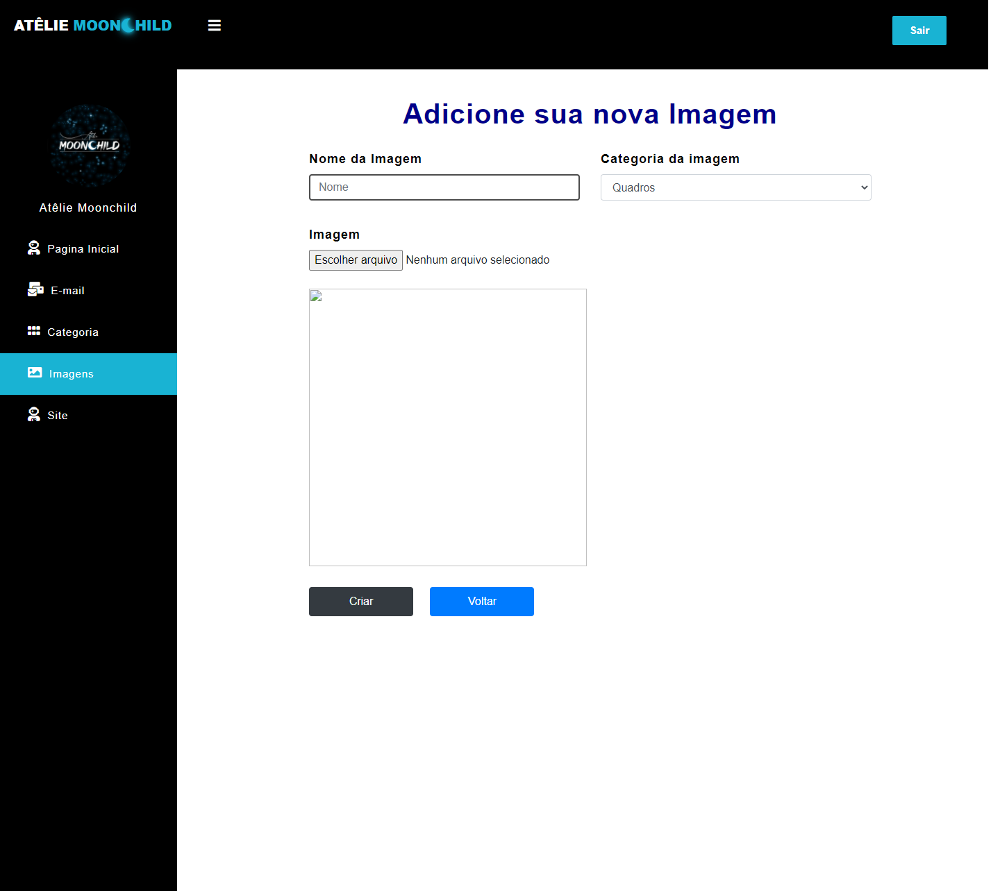 ATÊLIE MOONCHILD
Sair
Atêlie
MOONCHILD
Atêlie Moonchild
Pagina Inicial
E-mail
Categoria
Imagens
Site
Adicione sua nova Imagem
Nome da Imagem
Nome
Categoria da imagem
Quadros
Imagem
Escolher arquivo Nenhum arquivo selecionado
Criar
Voltar